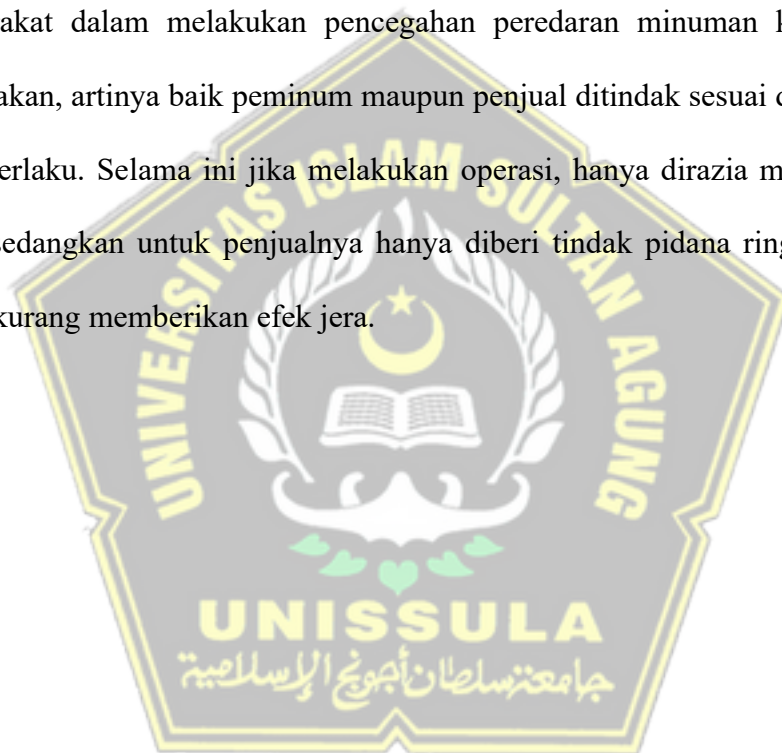 akat dalam melakukan pencegahan peredaran minuman
akan, artinya baik peminum maupun penjual ditindak sesuai
erlaku. Selama ini jika melakukan operasi, hanya dirazia
sedangkan untuk penjualnya hanya diberi tindak pidana ring
kurang memberikan efek jera.
UNIVERSITAS ISLAM SULTAN AGUNG
UNISSULA
جامعة سلطان أجونج الإسلامية